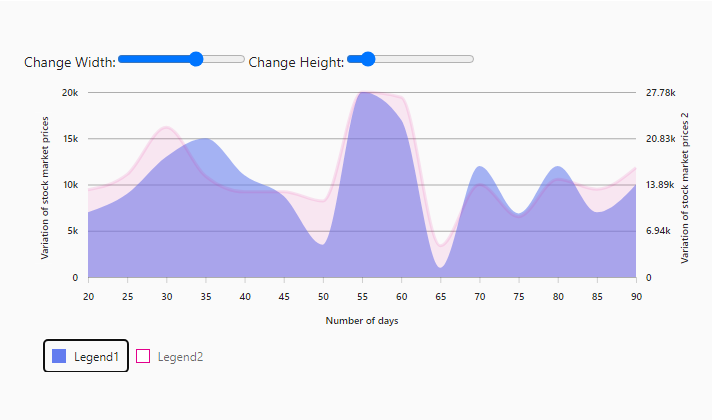 Change Width: Change Height:
20k
15k
10k
5k
0
Variation of stock market prices
27.78k
20.83k
13.89k
6.94k
0
Variation of stock market prices 2
20 25 30 35 40 45 50 55 60 65 70 75 80 85 90
Number of days
Legend1 Legend2